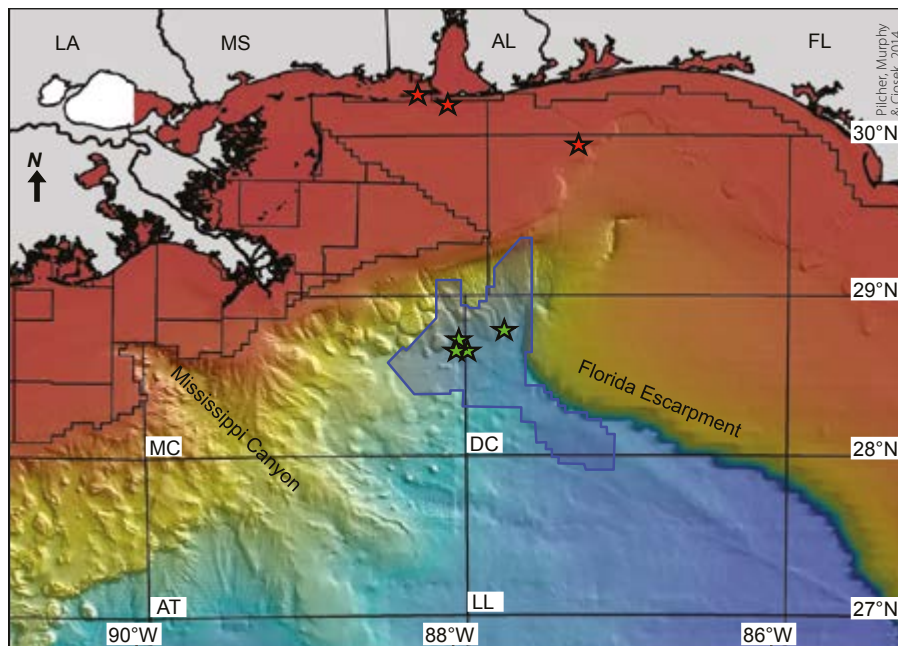 LA
MS
AL
FL
Pilcher, Murphy
& Ciosek, 2014
N
30°N
29°N
Mississippi Canyon
Florida Escarpment
MC
DC
28°N
AT
LL
27°N
90°W
88°W
86°W